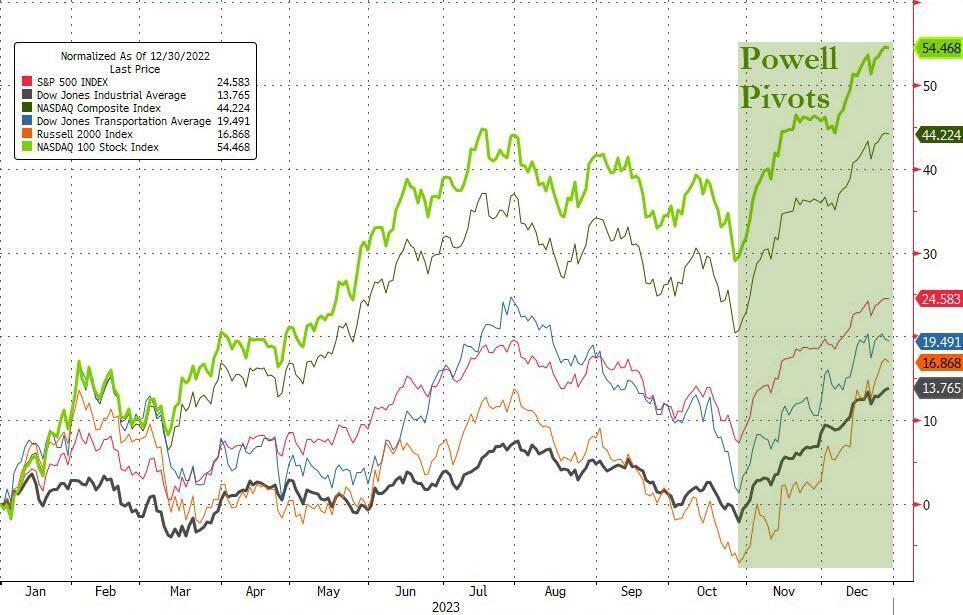 Normalized As Of 12/30/2022
Last Price
S&P 500 INDEX 24.583
Dow Jones Industrial Average 13.765
NASDAQ Composite Index 44.224
Dow Jones Transportation Average 19.491
Russell 2000 Index 16.868
NASDAQ 100 Stock Index 54.468
Powell
Pivots
54.468
50
44.224
40
30
24.583
19.491
16.868
13.765
10
0
Jan Feb Mar Apr May Jun Jul Aug Sep Oct Nov Dec
2023